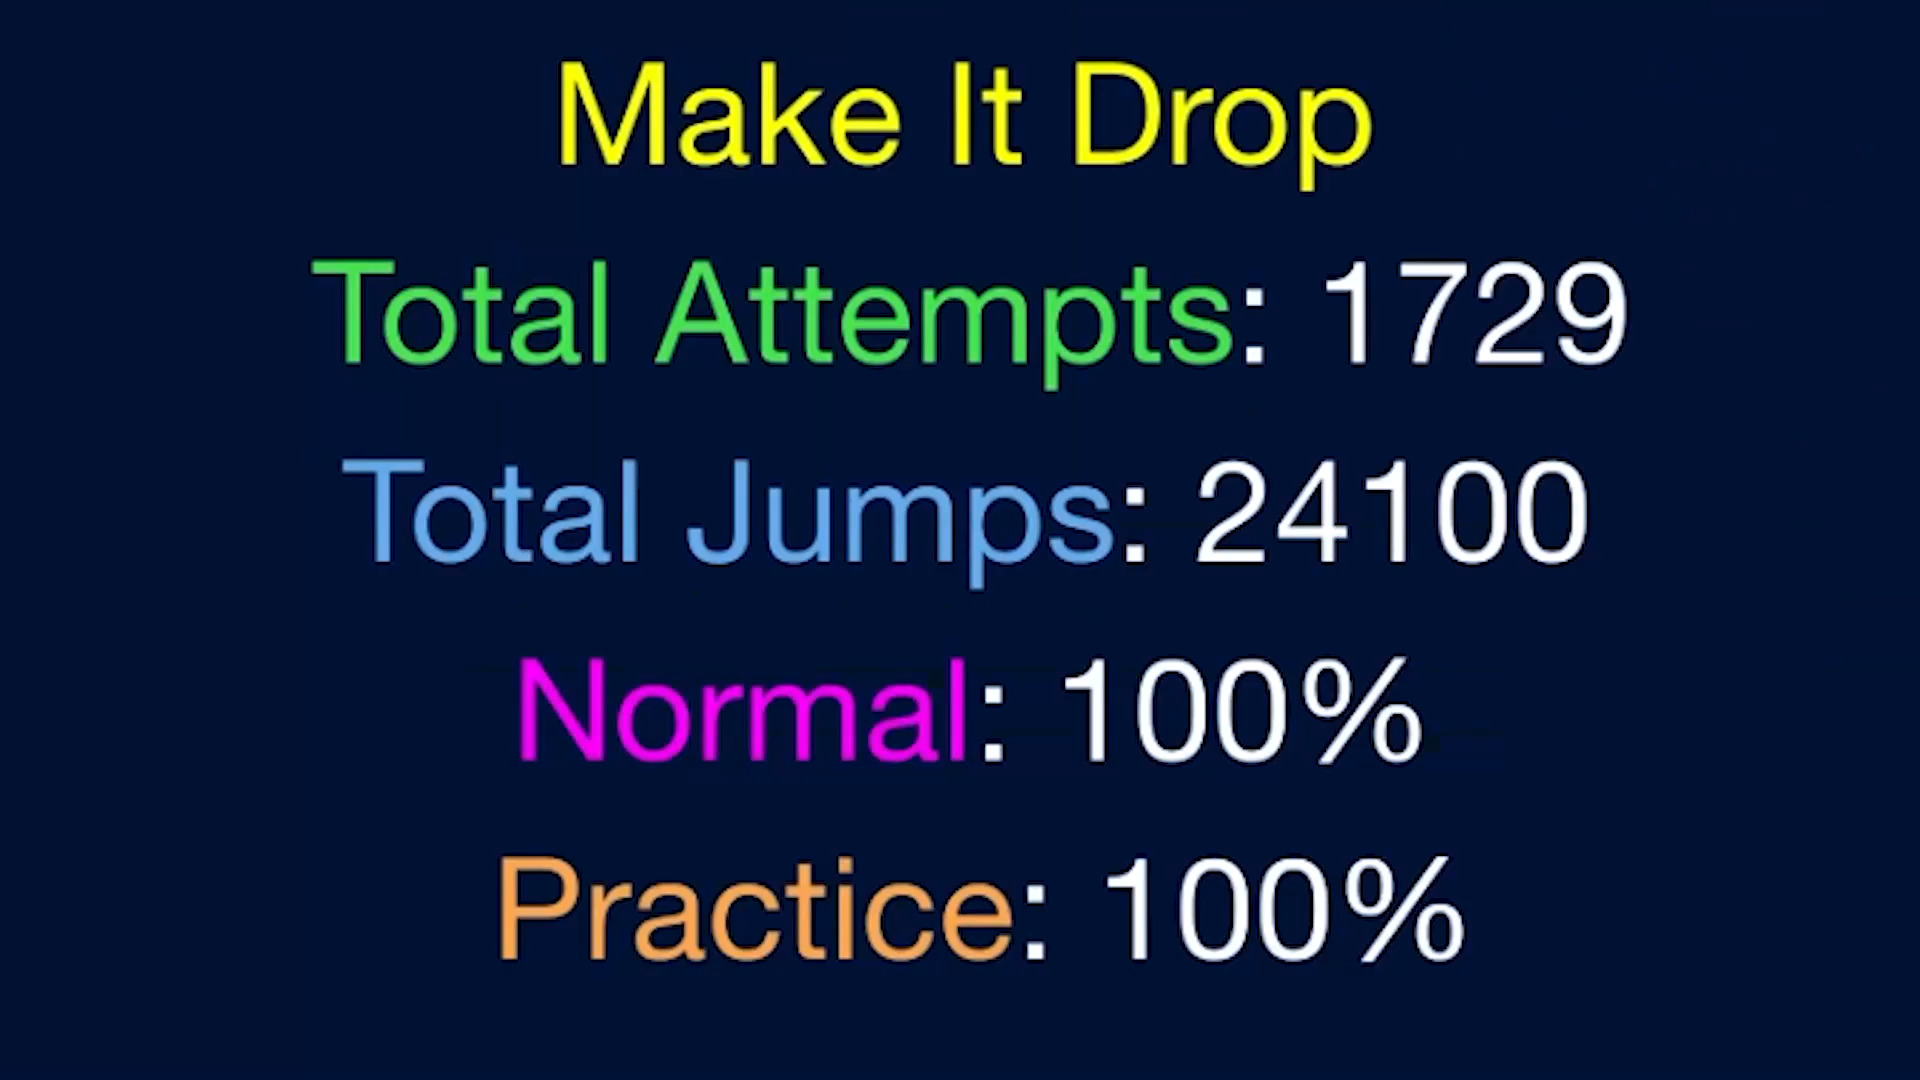 Make It Drop
Total Attempts: 1729
Total Jumps: 24100
Normal: 100%
Practice: 100%